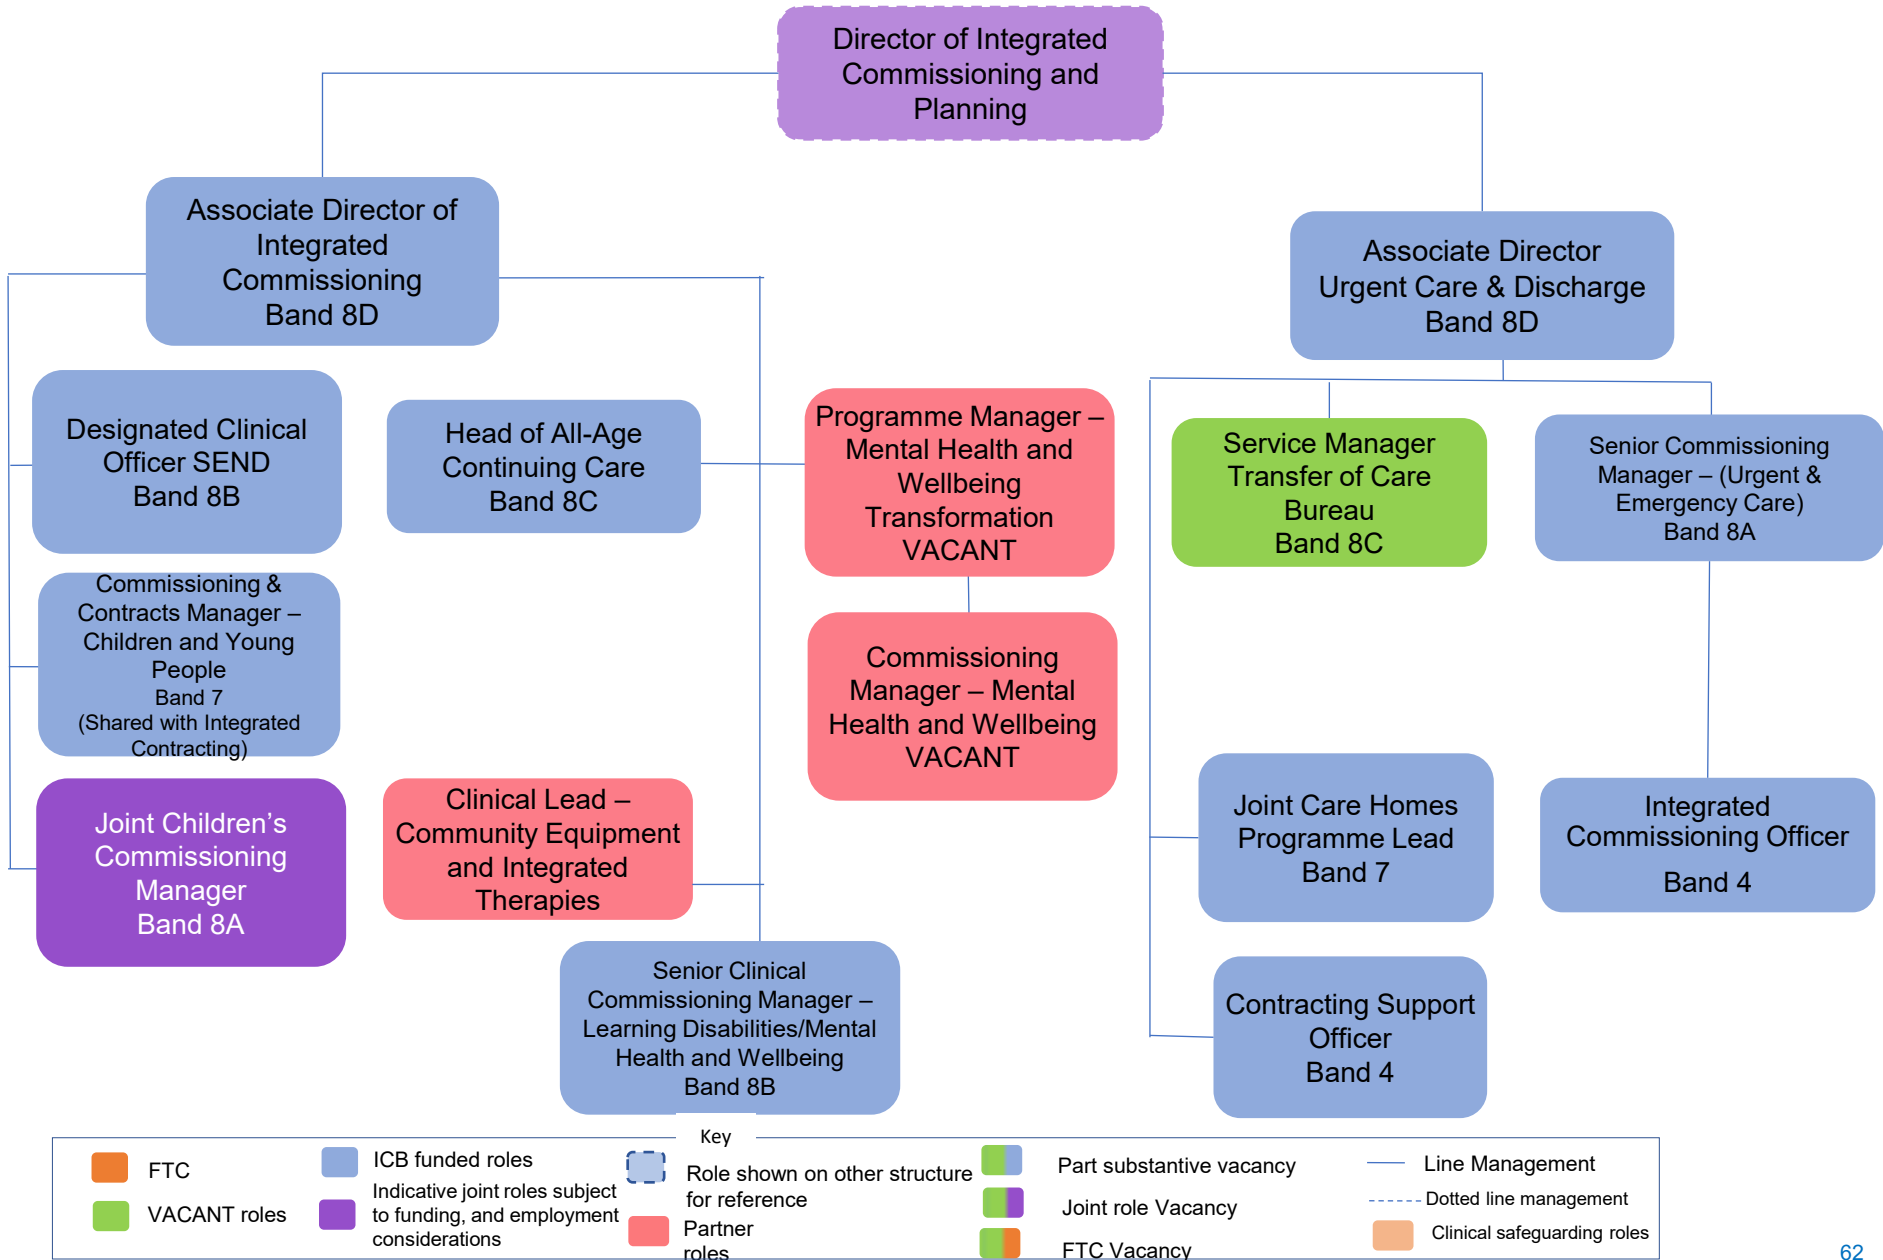 Director of Integrated
Commissioning and
Planning
Associate Director of
Integrated
Commissioning
Band 8D
Associate Director
Urgent Care & Discharge
Band 8D
Designated Clinical
Officer SEND
Band 8B
Head of All-Age
Continuing Care
Band 8C
Programme Manager –
Mental Health and
Wellbeing
Transformation
VACANT
Service Manager
Transfer of Care
Bureau
Band 8C
Senior Commissioning
Manager – (Urgent &
Emergency Care)
Band 8A
Commissioning &
Contracts Manager –
Children and Young
People
Band 7
(Shared with Integrated
Contracting)
Commissioning
Manager – Mental
Health and Wellbeing
VACANT
Joint Children's
Commissioning
Manager
Band 8A
Clinical Lead –
Community Equipment
and Integrated
Therapies
Joint Care Homes
Programme Lead
Band 7
Integrated
Commissioning Officer
Band 4
Senior Clinical
Commissioning Manager –
Learning Disabilities/Mental
Health and Wellbeing
Band 8B
Contracting Support
Officer
Band 4
Key
FTC
VACANT roles
ICB funded roles
Indicative joint roles subject
to funding, and employment
considerations
Role shown on other structure
for reference
Partner
roles
Part substantive vacancy
Joint role Vacancy
FTC Vacancy
Line Management
Dotted line management
Clinical safeguarding roles
62